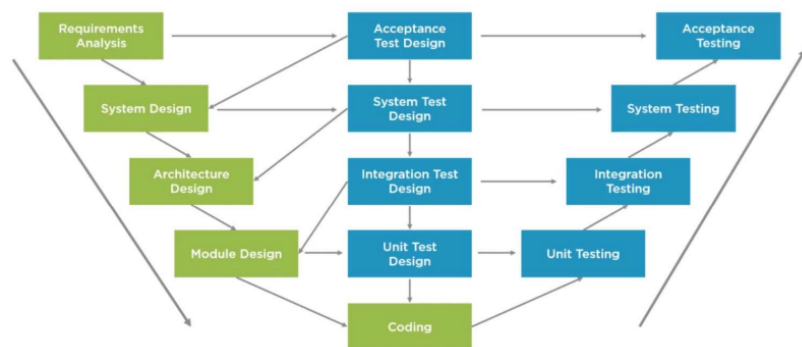 Requirements
Analysis
Acceptance
Test Design
Acceptance
Testing
System Design
System Test
Design
System Testing
Architecture
Design
Integration Test
Design
Integration
Testing
Module Design
Unit Test
Design
Unit Testing
Coding